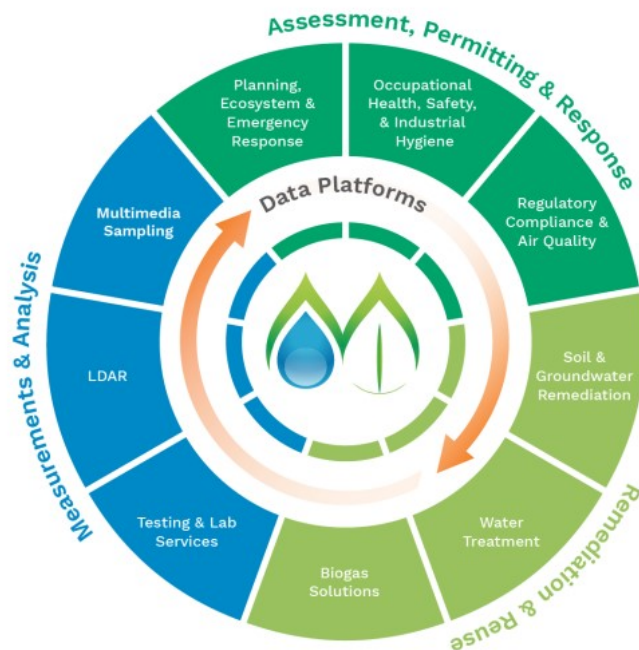 Assessment, Permitting & Response
Planning,
Ecosystem &
Emergency
Response
Occupational
Health, Safety,
& Industrial
Hygiene
Regulatory
Compliance &
Air Quality
Multimedia
Sampling
Data Platforms
Measurements & Analysis
LDAR
Soil &
Groundwater
Remediation
Testing & Lab
Services
Biogas
Solutions
Water
Treatment
Remediation & Reuse